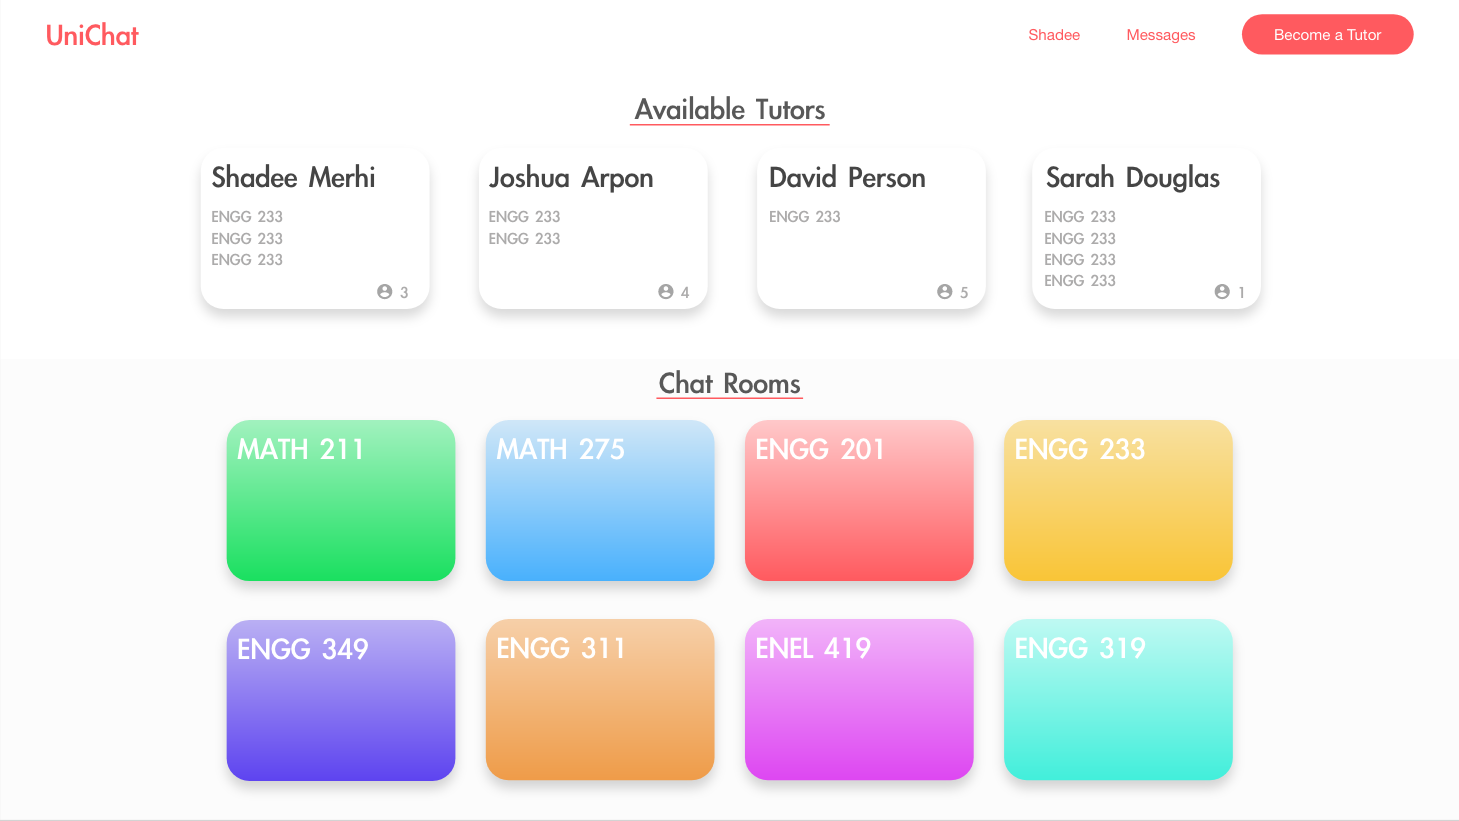 UniChat
Shadee
Messages
Become a Tutor
Available Tutors
Shadee Merhi
ENGG 233
ENGG 233
ENGG 233
3
Joshua Arpon
ENGG 233
ENGG 233
4
David Person
ENGG 233
5
Sarah Douglas
ENGG 233
ENGG 233
ENGG 233
ENGG 233
1
Chat Rooms
MATH 211
MATH 275
ENGG 201
ENGG 233
ENGG 349
ENGG 311
ENEL 419
ENGG 319